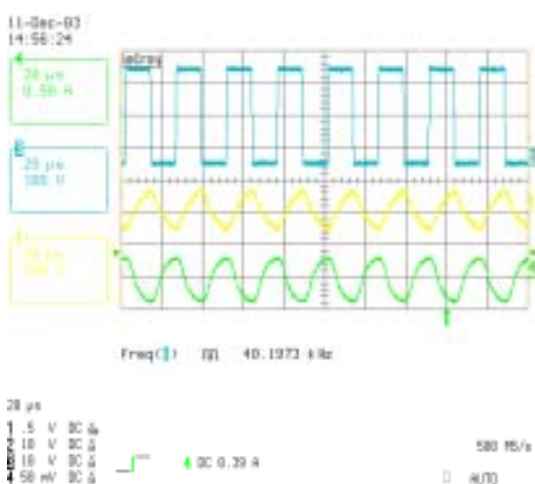 11-Dec-03
14:56:24
LeCroy
4
20 µs
0.50 A
20 µs
100 V
Freq( ) 40.1973 kHz
20 µs
1 .5 V DC
2 10 V DC
10 V DC
4 50 mV DC
4 DC 0.39 A
500 MS/s
AUTO